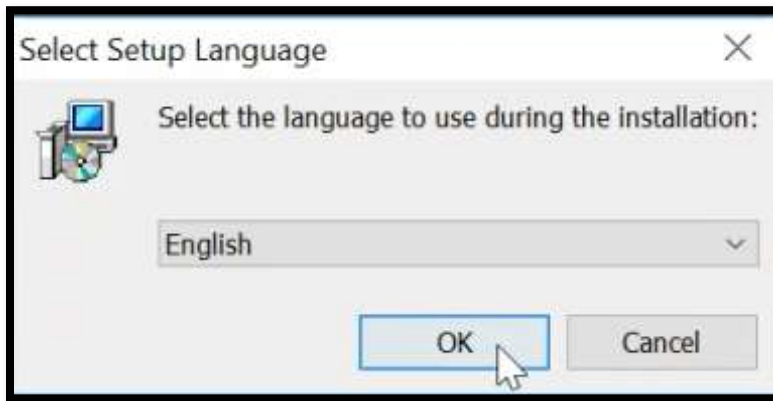 Select Setup Language
Select the language to use during the installation:
English
OK
Cancel